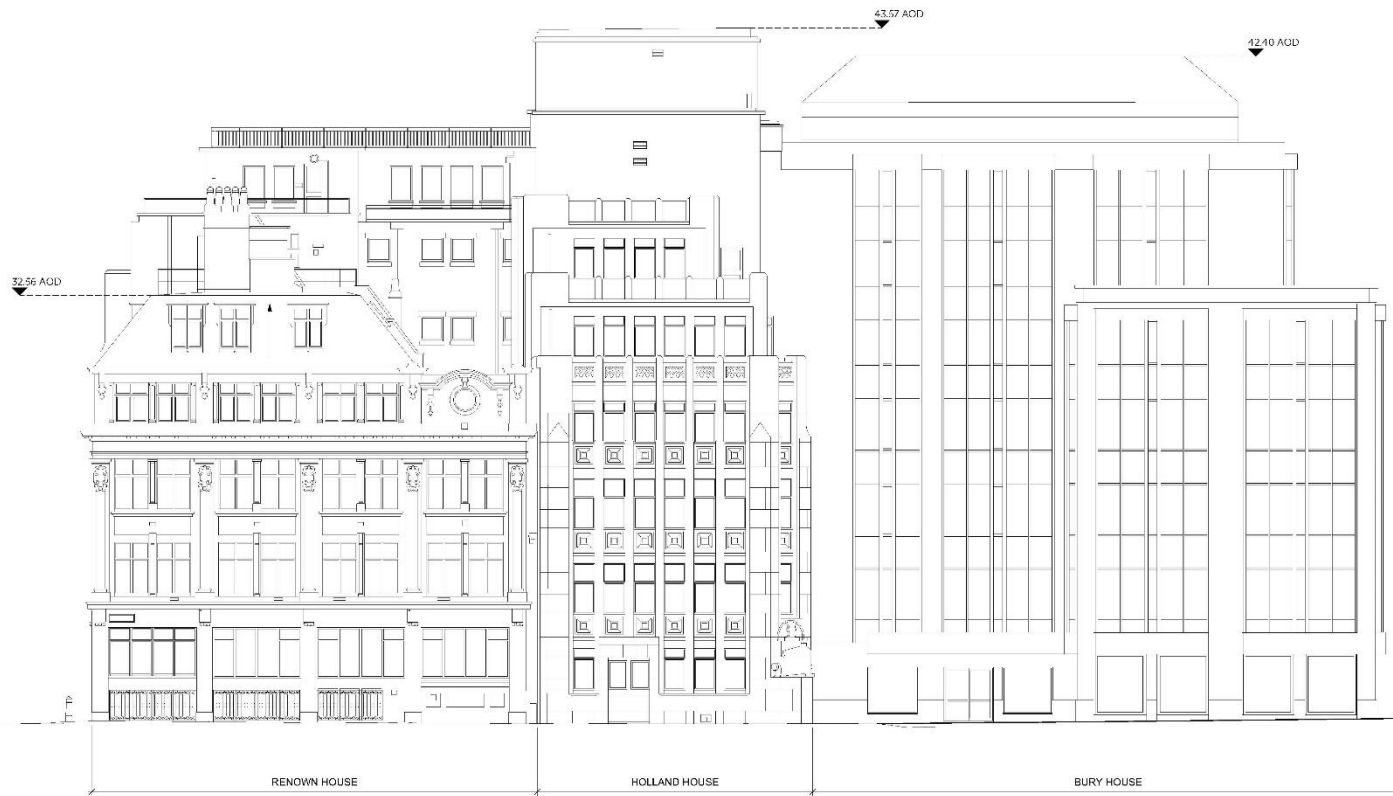 43.57 AOD
42.40 AOD
32.56 AOD
RENOWN HOUSE
HOLLAND HOUSE
BURY HOUSE